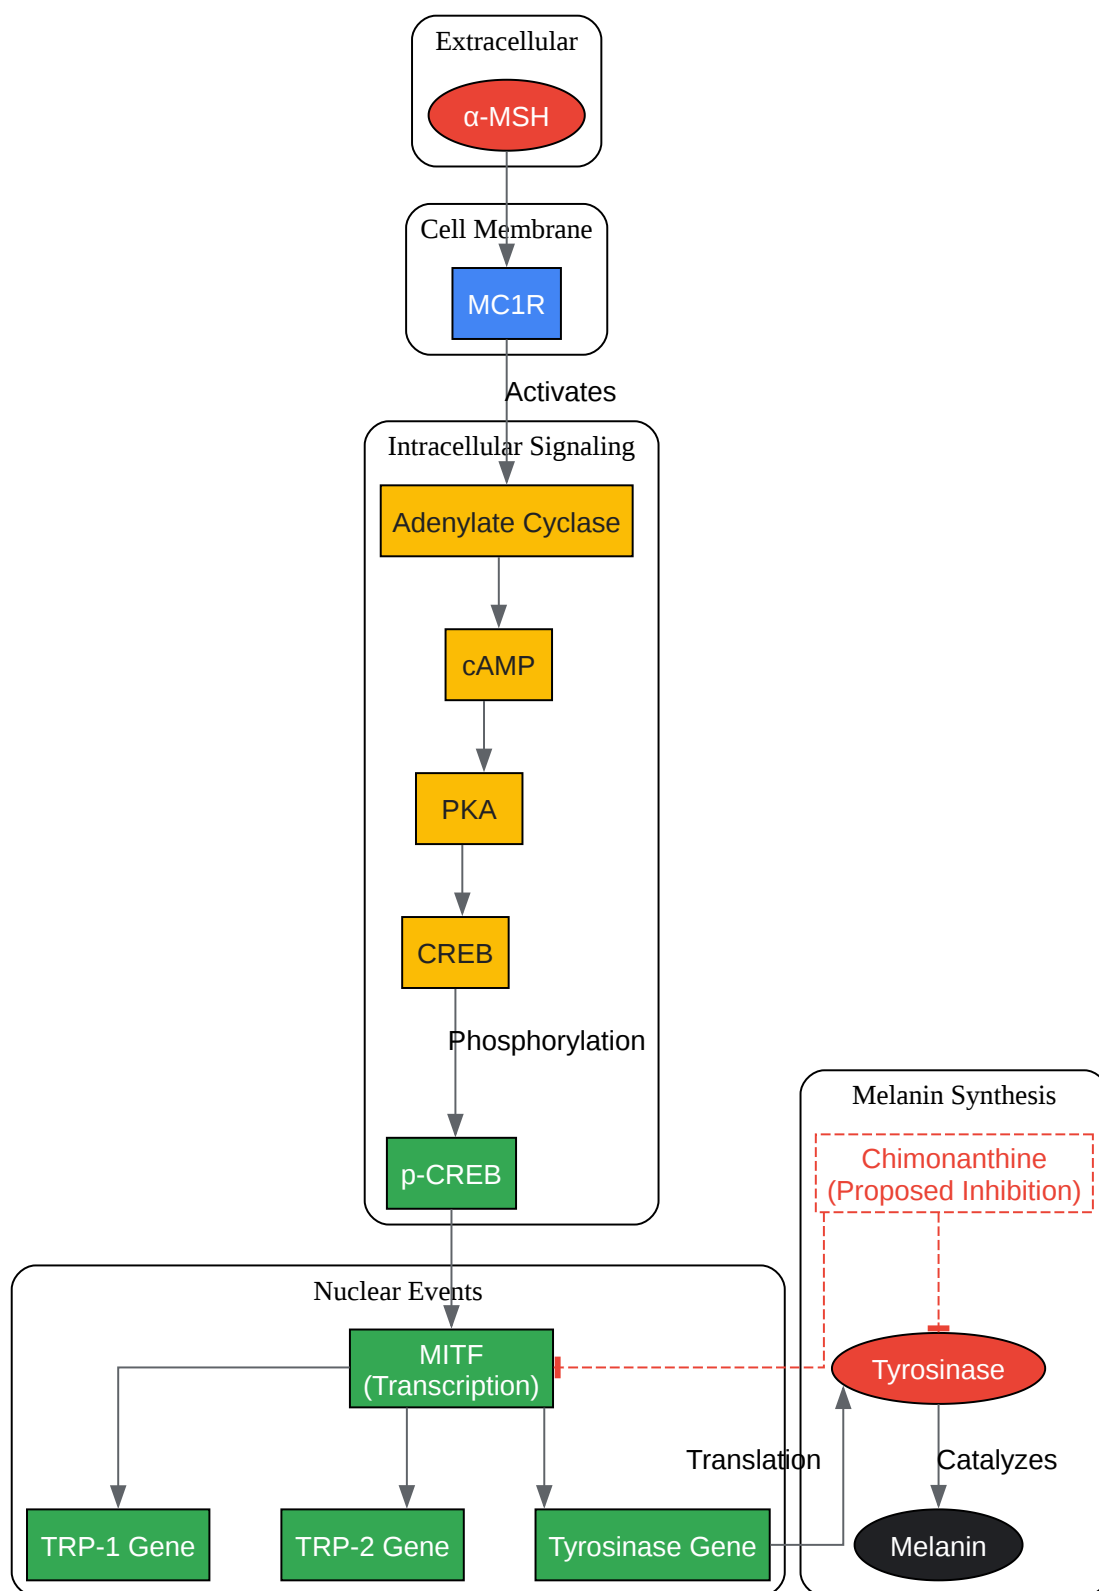 Extracellular
α-MSH
Cell Membrane
MC1R
Activates
Intracellular Signaling
Adenylate Cyclase
cAMP
PKA
CREB
Phosphorylation
p-CREB
Melanin Synthesis
Chimonanthine
(Proposed Inhibition)
Nuclear Events
MITF
(Transcription)
Tyrosinase
Translation
Catalyzes
TRP-1 Gene
TRP-2 Gene
Tyrosinase Gene
Melanin